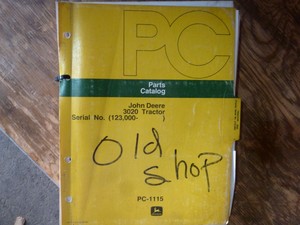 PC
Parts
Catalog
John Deere
3020 Tractor
Serial No. (123,000-       )
Old
Shop
PC-1115